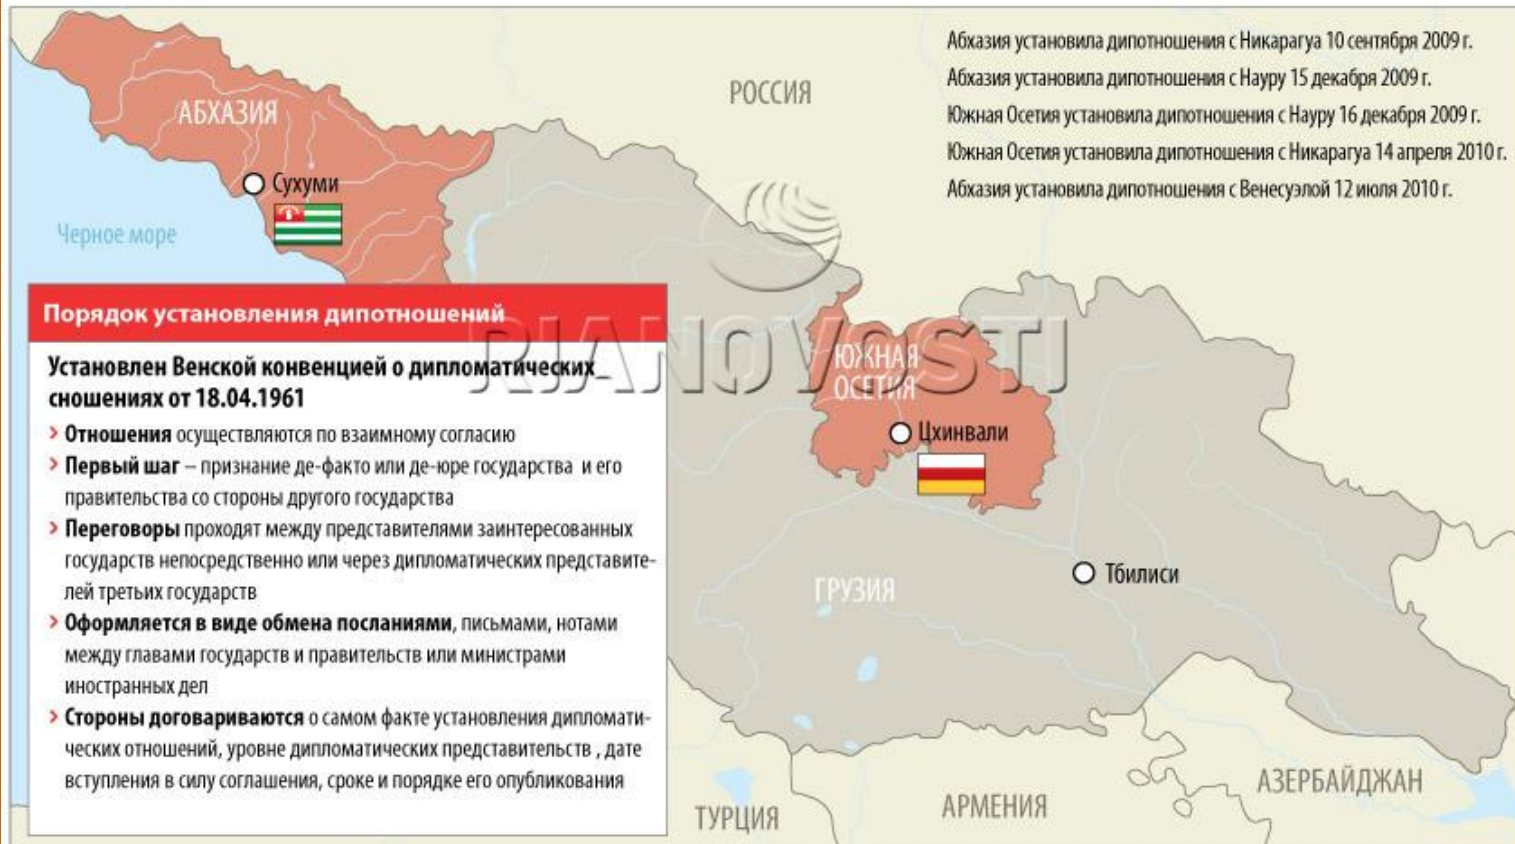 Абхазия установила дипотношения с Никарагуа 10 сентября 2009 г.
Абхазия установила дипотношения с Науру 15 декабря 2009 г.
Южная Осетия установила дипотношения с Науру 16 декабря 2009 г.
Южная Осетия установила дипотношения с Никарагуа 14 апреля 2010 г.
Абхазия установила дипотношения с Венесуэлой 12 июля 2010 г.
РОССИЯ
АБХАЗИЯ
Сухуми
Черное море
Порядок установления дипотношений
Установлен Венской конвенцией о дипломатических
сношениях от 18.04.1961
> Отношения осуществляются по взаимному согласию
> Первый шаг – признание де-факто или де-юре государства и его
правительства со стороны другого государства
> Переговоры проходят между представителями заинтересованных
государств непосредственно или через дипломатических представите-
лей третьих государств
> Оформляется в виде обмена посланиями, письмами, нотами
между главами государств и правительств или министрами
иностранных дел
> Стороны договариваются о самом факте установления дипломати-
ческих отношений, уровне дипломатических представительств , дате
вступления в силу соглашения, сроке и порядке его опубликования
RIANOVOSTI
ЮЖНАЯ
ОСЕТИЯ
Цхинвали
Тбилиси
ГРУЗИЯ
ТУРЦИЯ
АРМЕНИЯ
АЗЕРБАЙДЖАН